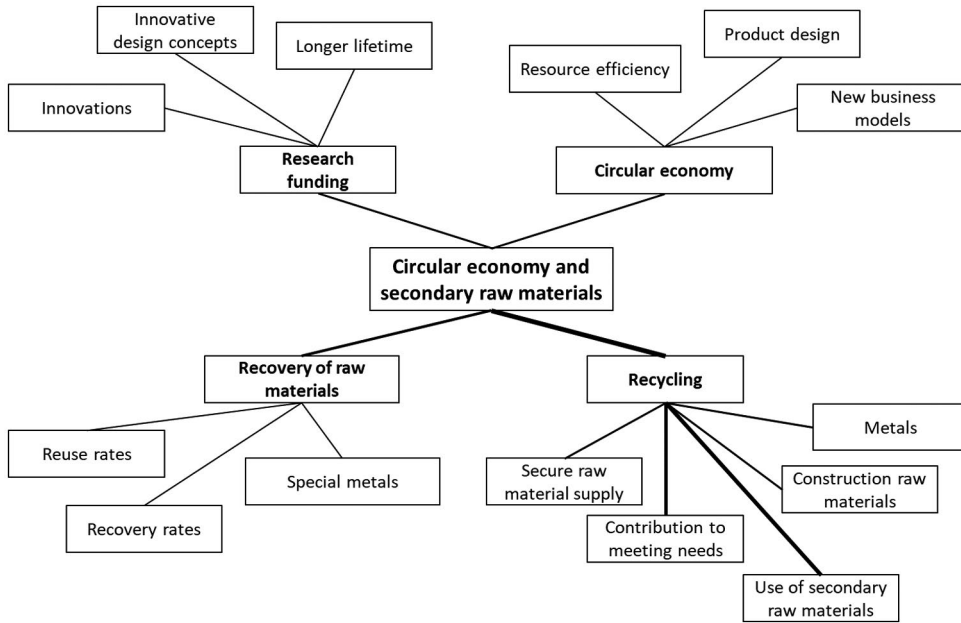 Innovative
design concepts
Longer lifetime
Product design
Resource efficiency
Innovations
New business
models
Research
funding
Circular economy
Circular economy and
secondary raw materials
Recovery of raw
materials
Recycling
Reuse rates
Special metals
Recovery rates
Secure raw
material supply
Metals
Construction raw
materials
Contribution to
meeting needs
Use of secondary
raw materials